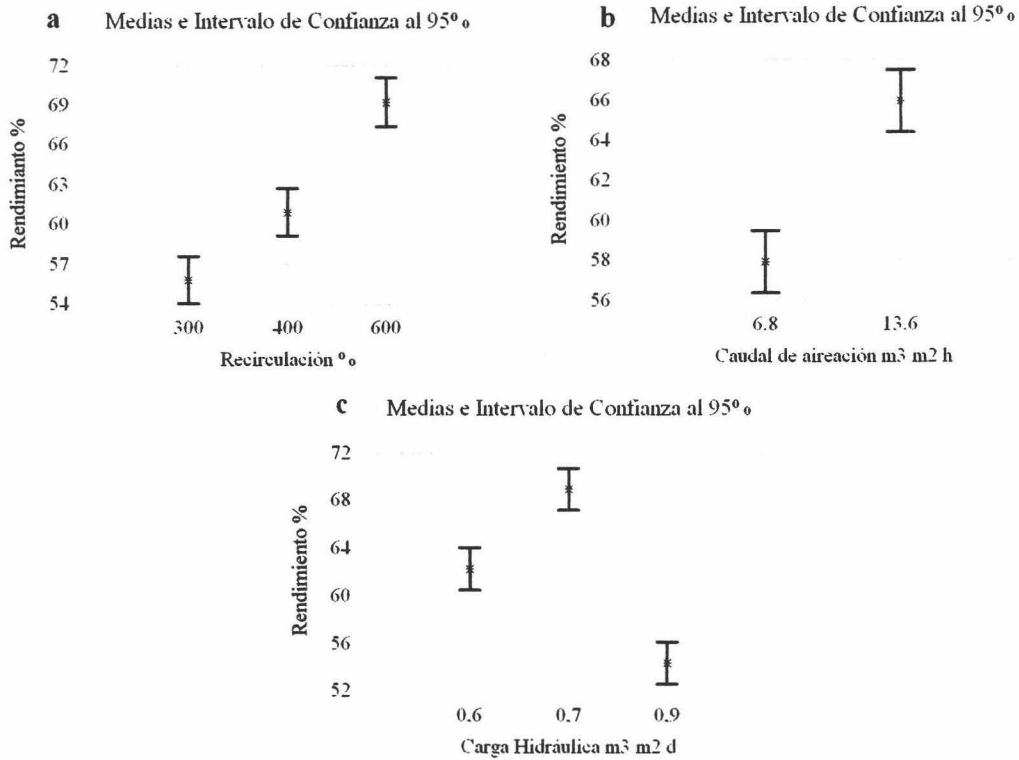 a Medias e Intervalo de Confianza al 95%
72
69
66
63
60
57
54
Rendimianto %
300 400 600
Recirculación %
b Medias e Intervalo de Confianza al 95%
68
66
64
62
60
58
56
Rendimiento %
6.8 13.6
Caudal de aireación m3 m2 h
c Medias e Intervalo de Confianza al 95%
72
68
64
60
56
52
Rendimiento %
0.6 0.7 0.9
Carga Hidráulica m3 m2 d